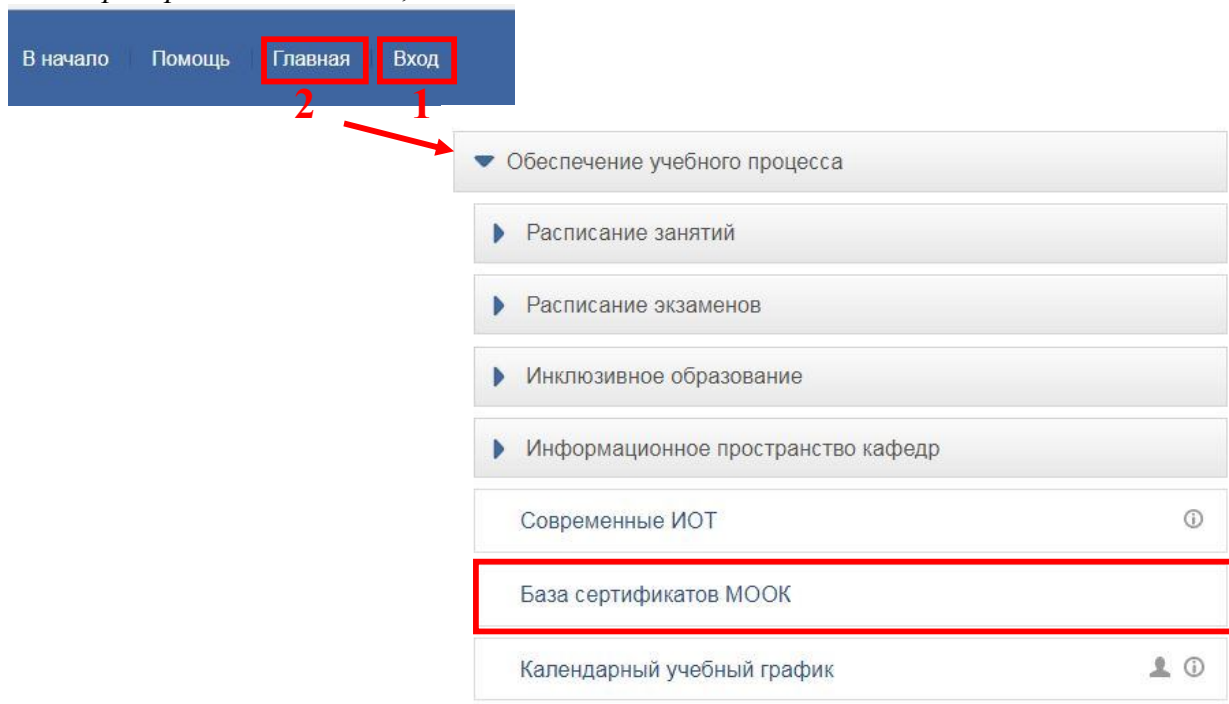 В начало Помощь Главная Вход
2 1
Обеспечение учебного процесса
Расписание занятий
Расписание экзаменов
Инклюзивное образование
Информационное пространство кафедр
Современные ИОТ
База сертификатов МООК
Календарный учебный график